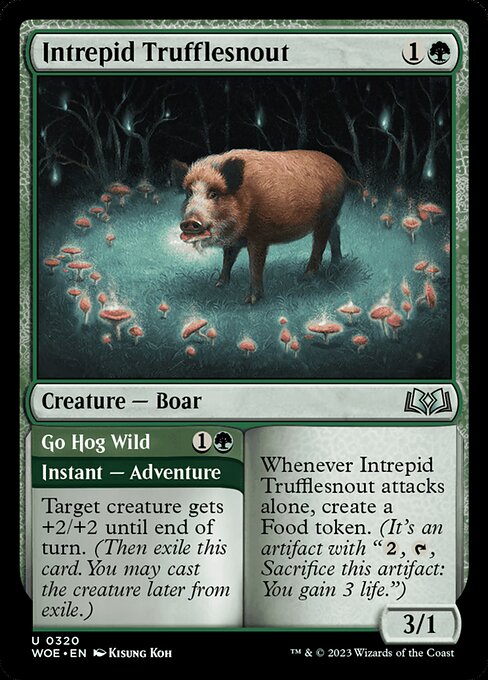 Intrepid Trufflesnout 1
Creature — Boar
Go Hog Wild 1
Instant — Adventure
Target creature gets
+2/+2 until end of
turn. (Then exile this
card. You may cast
the creature later from
exile.)
Whenever Intrepid
Trufflesnout attacks
alone, create a
Food token. (It's an
artifact with “2, ,
Sacrifice this artifact:
You gain 3 life.”)
3/1
U 0320
WOE • EN Kisung Koh
™ & © 2023 Wizards of the Coast